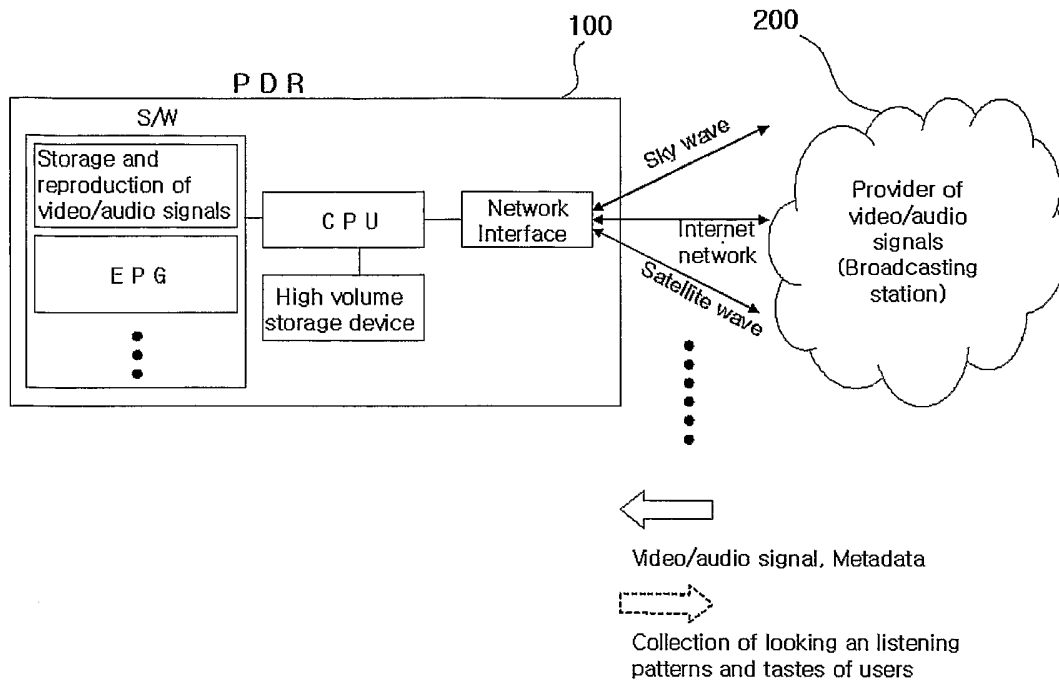 100
200
P D R
S/W
Storage and
reproduction of
video/audio signals
E P G
C P U
High volume
storage device
Network
Interface
Sky wave
Internet
network
Satellite wave
Provider of
video/audio
signals
(Broadcasting
station)
Video/audio signal, Metadata
Collection of looking an listening
patterns and tastes of users